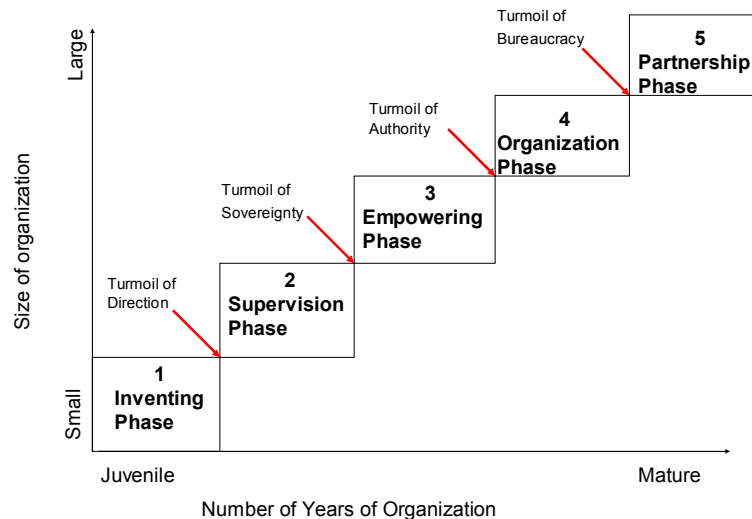 Large
Size of organization
Small
Turmoil of
Bureaucracy
5
Partnership
Phase
Turmoil of
Authority
4
Organization
Phase
Turmoil of
Sovereignty
3
Empowering
Phase
Turmoil of
Direction
2
Supervision
Phase
1
Inventing
Phase
Juvenile
Mature
Number of Years of Organization